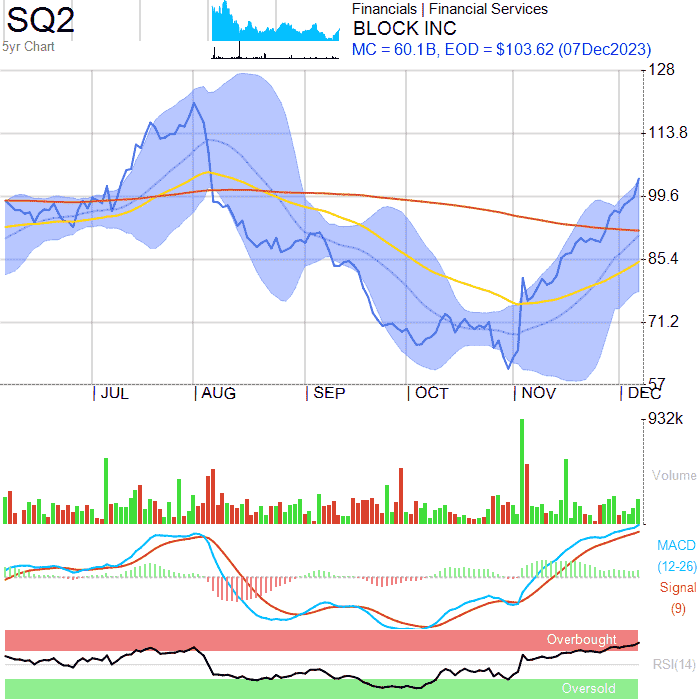 SQ2
5yr Chart
Financials | Financial Services
BLOCK INC
MC = 60.1B, EOD = $103.62 (07Dec2023)
128
113.8
99.6
85.4
71.2
57
JUL
AUG
SEP
OCT
NOV
DEC
932k
Volume
MACD
(12-26)
Signal
(9)
Overbought
RSI(14)
Oversold